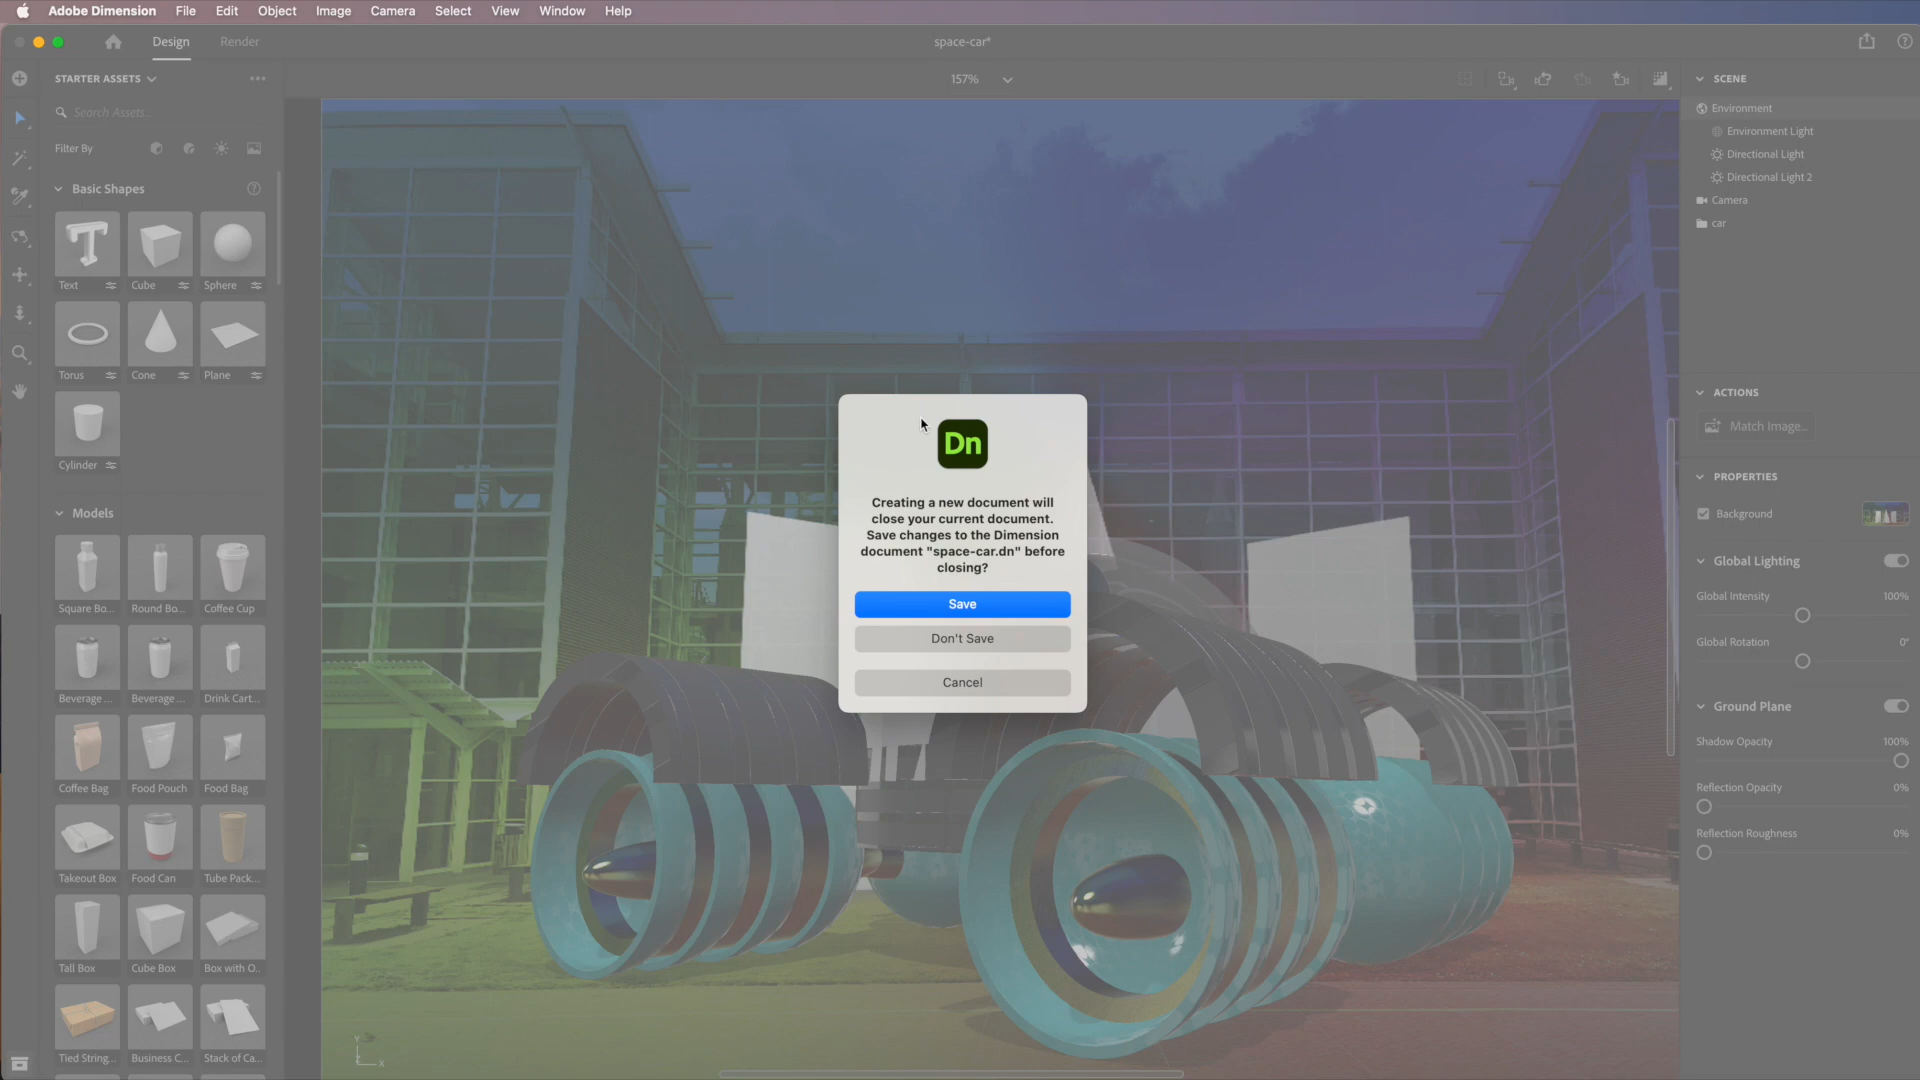 Adobe Dimension File Edit Object Image Camera Select View Window Help
Design Render space-car*
STARTER ASSETS
157%
Search Assets...
Filter By
Basic Shapes
Text Cube Sphere
Torus Cone Plane
Cylinder
Models
Square Bo... Round Bo... Coffee Cup
Beverage ... Beverage ... Drink Cart...
Coffee Bag Food Pouch Food Bag
Takeout Box Food Can Tube Pack...
Tall Box Cube Box Box with O..
Tied String... Business C... Stack of Ca...
Dn
Creating a new document will
close your current document.
Save changes to the Dimension
document "space-car.dn" before
closing?
Save
Don't Save
Cancel
Y
Z
X
SCENE
Environment
Environment Light
Directional Light
Directional Light 2
Camera
car
ACTIONS
Match Image...
PROPERTIES
Background
Global Lighting
Global Intensity 100%
Global Rotation 0°
Ground Plane
Shadow Opacity 100%
Reflection Opacity 0%
Reflection Roughness 0%